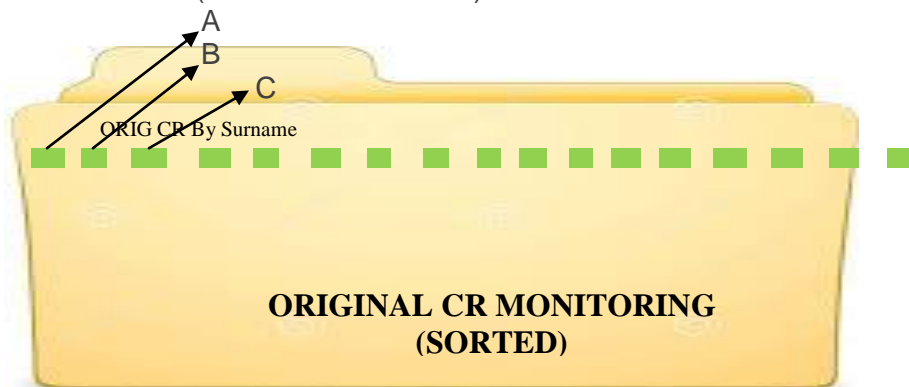 A
B
C
ORIG CR By Surname
ORIGINAL CR MONITORING
(SORTED)